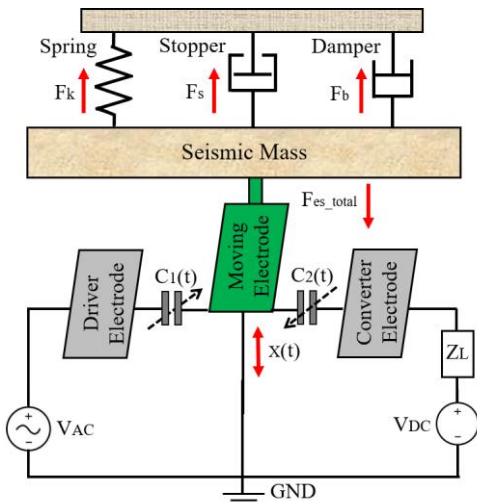 Spring
Stopper
Damper
Fk
Fs
Fb
Seismic Mass
Fes_total
Moving
Electrode
Driver
Electrode
C1(t)
C2(t)
Converter
Electrode
X(t)
ZL
VAC
+
-
VDC
+
-
GND